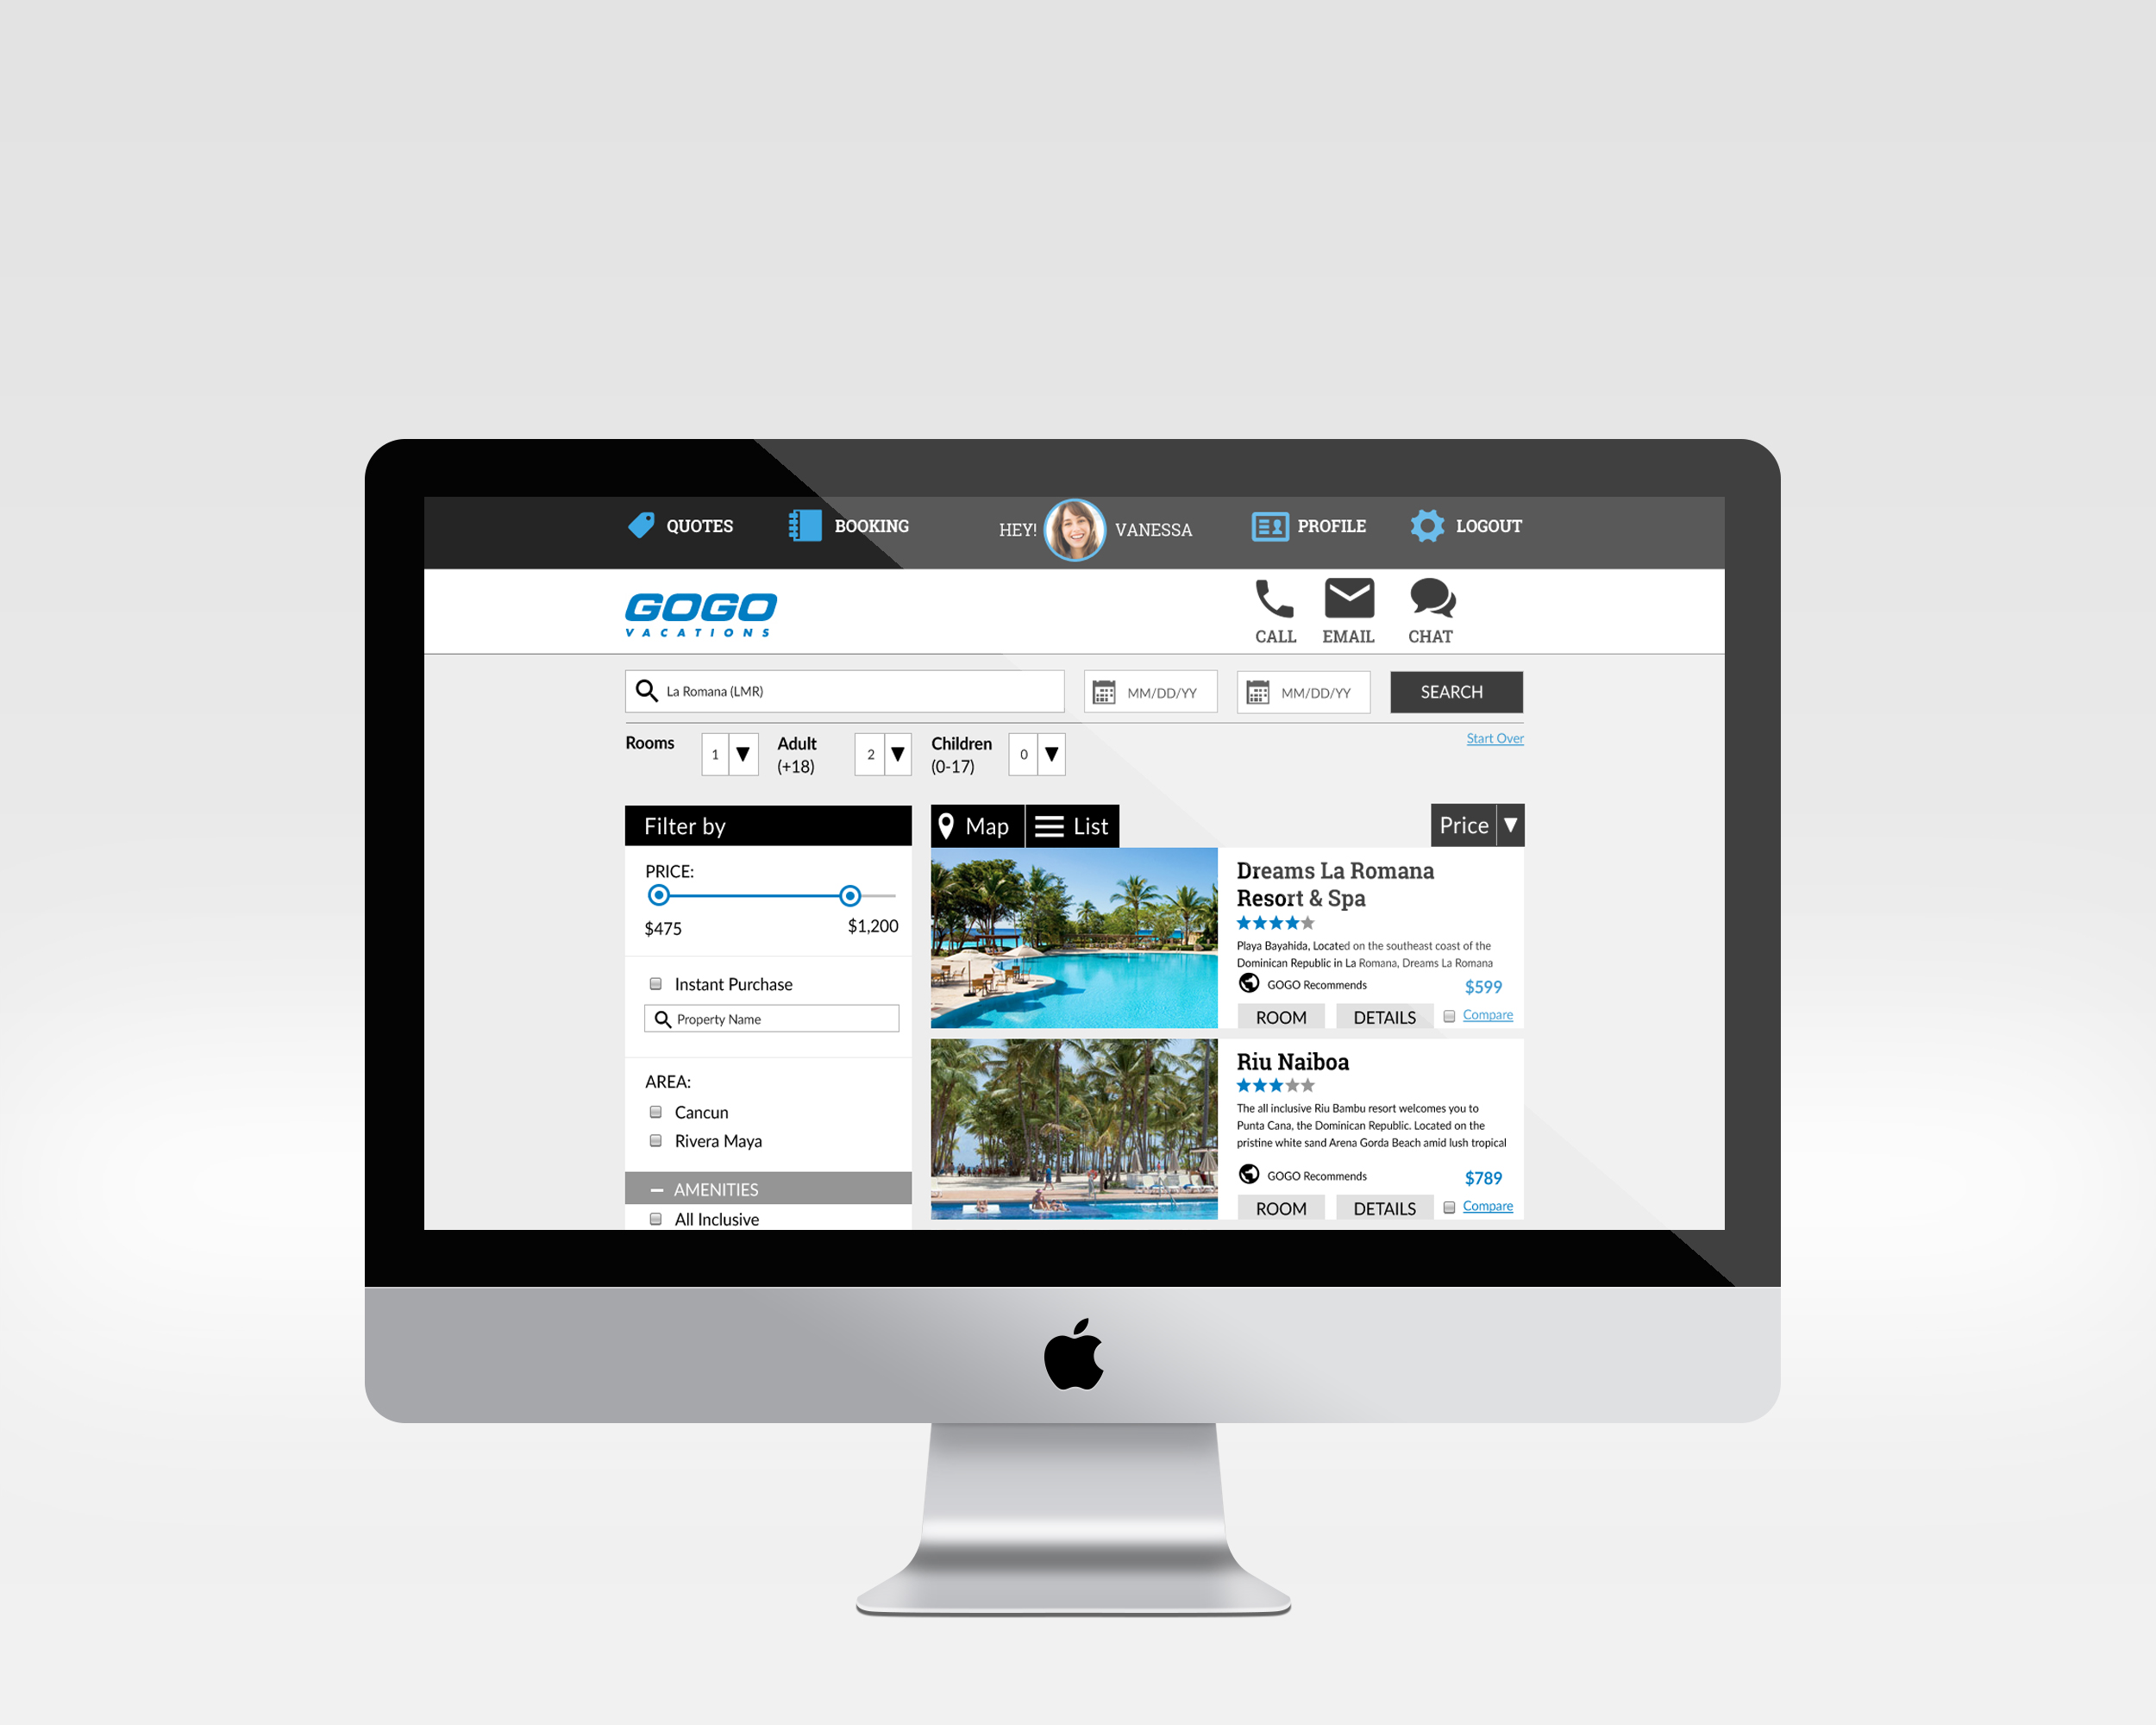 QUOTES
BOOKING
HEY!
VANESSA
PROFILE
LOGOUT
GOGO
VACATIONS
CALL
EMAIL
CHAT
La Romana (LMR)
MM/DD/YY
MM/DD/YY
SEARCH
Rooms
1
Adult
(+18)
2
Children
(0-17)
0
Start Over
Filter by
PRICE:
$475
$1,200
Instant Purchase
Property Name
AREA:
Cancun
Rivera Maya
AMENITIES
All Inclusive
Map
List
Price
Dreams La Romana
Resort & Spa
Playa Bayahida, Located on the southeast coast of the
Dominican Republic in La Romana, Dreams La Romana
GOGO Recommends
$599
ROOM
DETAILS
Compare
Riu Naiboa
The all inclusive Riu Bambu resort welcomes you to
Punta Cana, the Dominican Republic. Located on the
pristine white sand Arena Gorda Beach amid lush tropical
GOGO Recommends
$789
ROOM
DETAILS
Compare